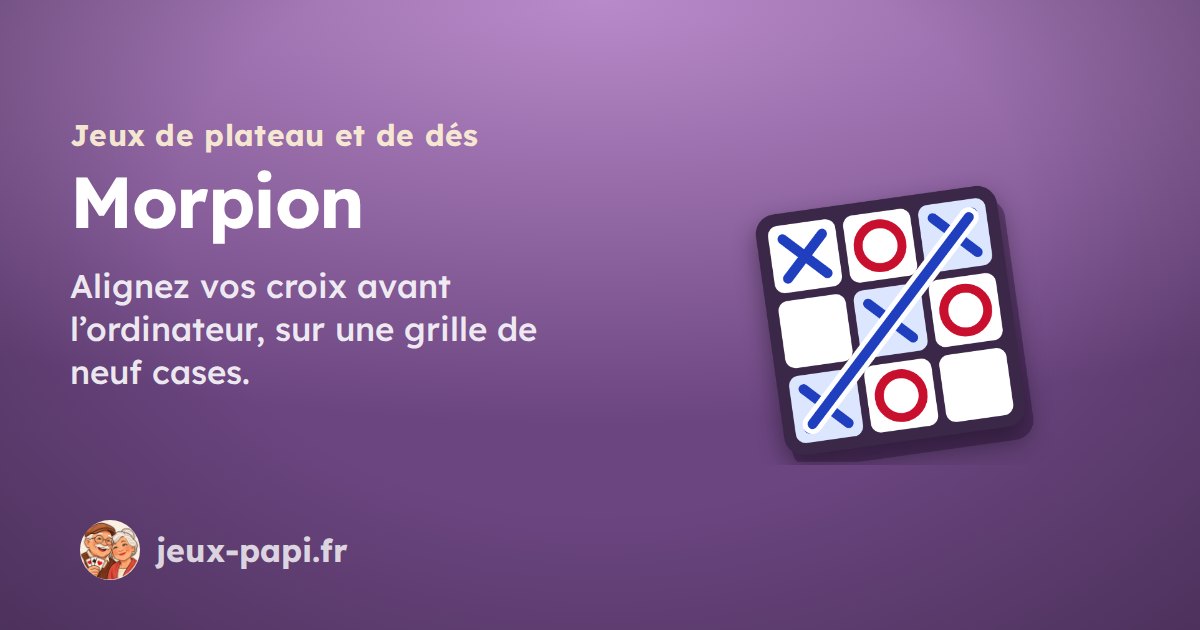 Jeux de plateau et de dés
Morpion
Alignez vos croix avant
l’ordinateur, sur une grille de
neuf cases.
jeux-papi.fr